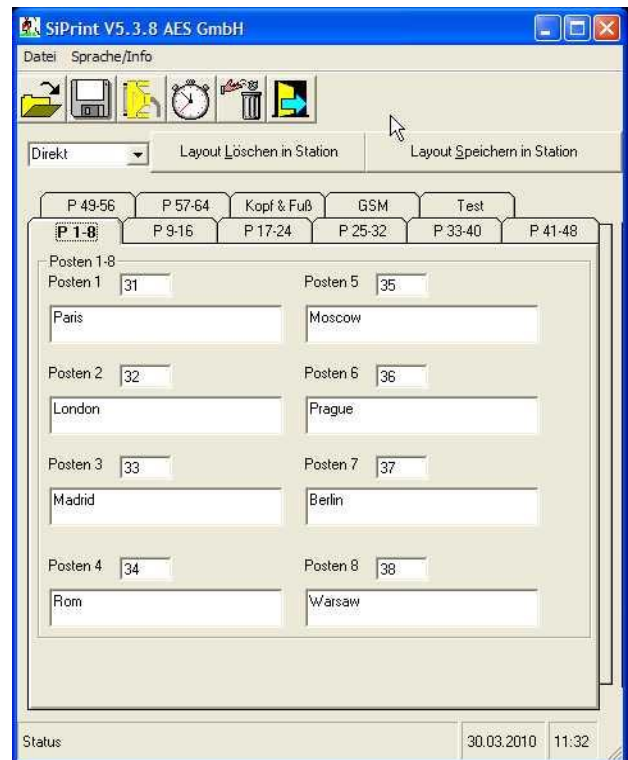 SiPrint V5.3.8 AES GmbH
Datei Sprache/Info
Direkt Layout Löschen in Station Layout Speichern in Station
P 49-56 P 57-64 Kopf & Fuß GSM Test
P 1-8 P 9-16 P 17-24 P 25-32 P 33-40 P 41-48
Posten 1-8
Posten 1 31 Posten 5 35
Paris Moscow
Posten 2 32 Posten 6 36
London Prague
Posten 3 33 Posten 7 37
Madrid Berlin
Posten 4 34 Posten 8 38
Rom Warsaw
Status 30.03.2010 11:32